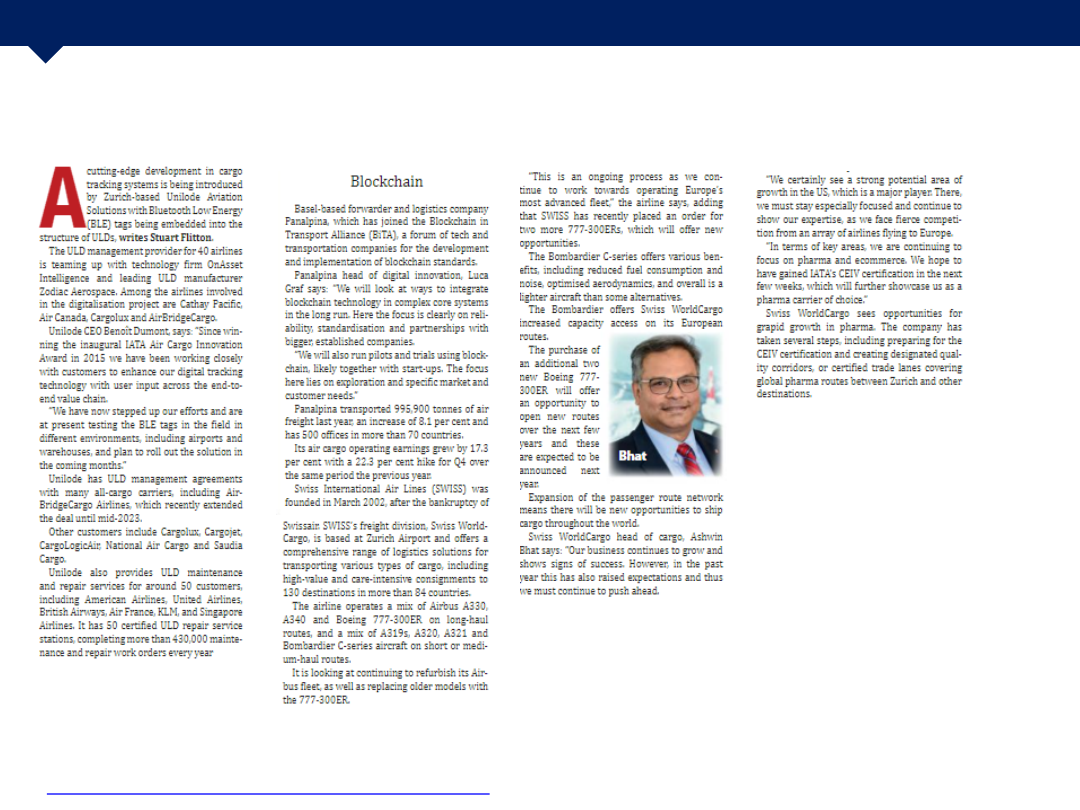 A cutting-edge development in cargo
tracking systems is being introduced
by Zurich-based Unilode Aviation
Solutions with Bluetooth Low Energy
(BLE) tags being embedded into the
structure of ULDs, writes Stuart Flitton.
The ULD management provider for 40 airlines
is teaming up with technology firm OnAsset
Intelligence and leading ULD manufacturer
Zodiac Aerospace. Among the airlines involved
in the digitalisation project are Cathay Pacific,
Air Canada, Cargolux and AirBridgeCargo.
Unilode CEO Benoît Dumont, says: "Since win-
ning the inaugural IATA Air Cargo Innovation
Award in 2015 we have been working closely
with customers to enhance our digital tracking
technology with user input across the end-to-
end value chain.
"We have now stepped up our efforts and are
at present testing the BLE tags in the field in
different environments, including airports and
warehouses, and plan to roll out the solution in
the coming months."
Unilode has ULD management agreements
with many all-cargo carriers, including Air-
BridgeCargo Airlines, which recently extended
the deal until mid-2023.
Other customers include Cargolux, Cargojet,
CargoLogicAir, National Air Cargo and Saudia
Cargo.
Unilode also provides ULD maintenance
and repair services for around 50 customers,
including American Airlines, United Airlines,
British Airways, Air France, KLM, and Singapore
Airlines. It has 50 certified ULD repair service
stations, completing more than 430,000 mainte-
nance and repair work orders every year
Blockchain
Basel-based forwarder and logistics company
Panalpina, which has joined the Blockchain in
Transport Alliance (BiTA), a forum of tech and
transportation companies for the development
and implementation of blockchain standards.
Panalpina head of digital innovation, Luca
Graf says: "We will look at ways to integrate
blockchain technology in complex core systems
in the long run. Here the focus is clearly on reli-
ability, standardisation and partnerships with
bigger, established companies.
"We will also run pilots and trials using block-
chain, likely together with start-ups. The focus
here lies on exploration and specific market and
customer needs."
Panalpina transported 995,900 tonnes of air
freight last year, an increase of 8.1 per cent and
has 500 offices in more than 70 countries.
Its air cargo operating earnings grew by 17.3
per cent with a 22.3 per cent hike for Q4 over
the same period the previous year.
Swiss International Air Lines (SWISS) was
founded in March 2002, after the bankruptcy of
Swissair. SWISS's freight division, Swiss World-
Cargo, is based at Zurich Airport and offers a
comprehensive range of logistics solutions for
transporting various types of cargo, including
high-value and care-intensive consignments to
130 destinations in more than 84 countries.
The airline operates a mix of Airbus A330,
A340 and Boeing 777-300ER on long-haul
routes, and a mix of A319s, A320, A321 and
Bombardier C-series aircraft on short or medi-
um-haul routes.
It is looking at continuing to refurbish its Air-
bus fleet, as well as replacing older models with
the 777-300ER.
"This is an ongoing process as we con-
tinue to work towards operating Europe's
most advanced fleet," the airline says, adding
that SWISS has recently placed an order for
two more 777-300ERs, which will offer new
opportunities.
The Bombardier C-series offers various ben-
efits, including reduced fuel consumption and
noise, optimised aerodynamics, and overall is a
lighter aircraft than some alternatives.
The Bombardier offers Swiss WorldCargo
increased capacity access on its European
routes.
The purchase of
an additional two
new Boeing 777-
300ER will offer
an opportunity to
open new routes
over the next few
years and these
are expected to be
announced next
year.
Bhat
Expansion of the passenger route network
means there will be new opportunities to ship
cargo throughout the world.
Swiss WorldCargo head of cargo, Ashwin
Bhat says: "Our business continues to grow and
shows signs of success. However, in the past
year this has also raised expectations and thus
we must continue to push ahead.
"We certainly see a strong potential area of
growth in the US, which is a major player. There,
we must stay especially focused and continue to
show our expertise, as we face fierce competi-
tion from an array of airlines flying to Europe.
"In terms of key areas, we are continuing to
focus on pharma and ecommerce. We hope to
have gained IATA's CEIV certification in the next
few weeks, which will further showcase us as a
pharma carrier of choice."
Swiss WorldCargo sees opportunities for
grapid growth in pharma. The company has
taken several steps, including preparing for the
CEIV certification and creating designated qual-
ity corridors, or certified trade lanes covering
global pharma routes between Zurich and other
destinations.